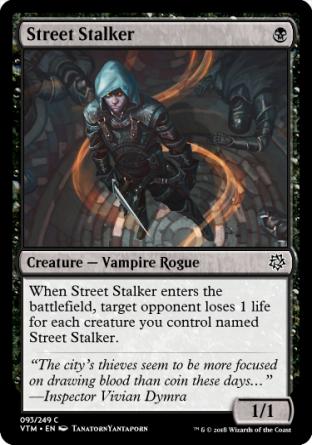 Street Stalker
Creature — Vampire Rogue
When Street Stalker enters the
battlefield, target opponent loses 1 life
for each creature you control named
Street Stalker.
“The city’s thieves seem to be more focused
on drawing blood than coin these days...”
—Inspector Vivian Dymra
1/1
093/249 C
VTM • EN TanatornYantaporn
™ & © 2018 Wizards of the Coast